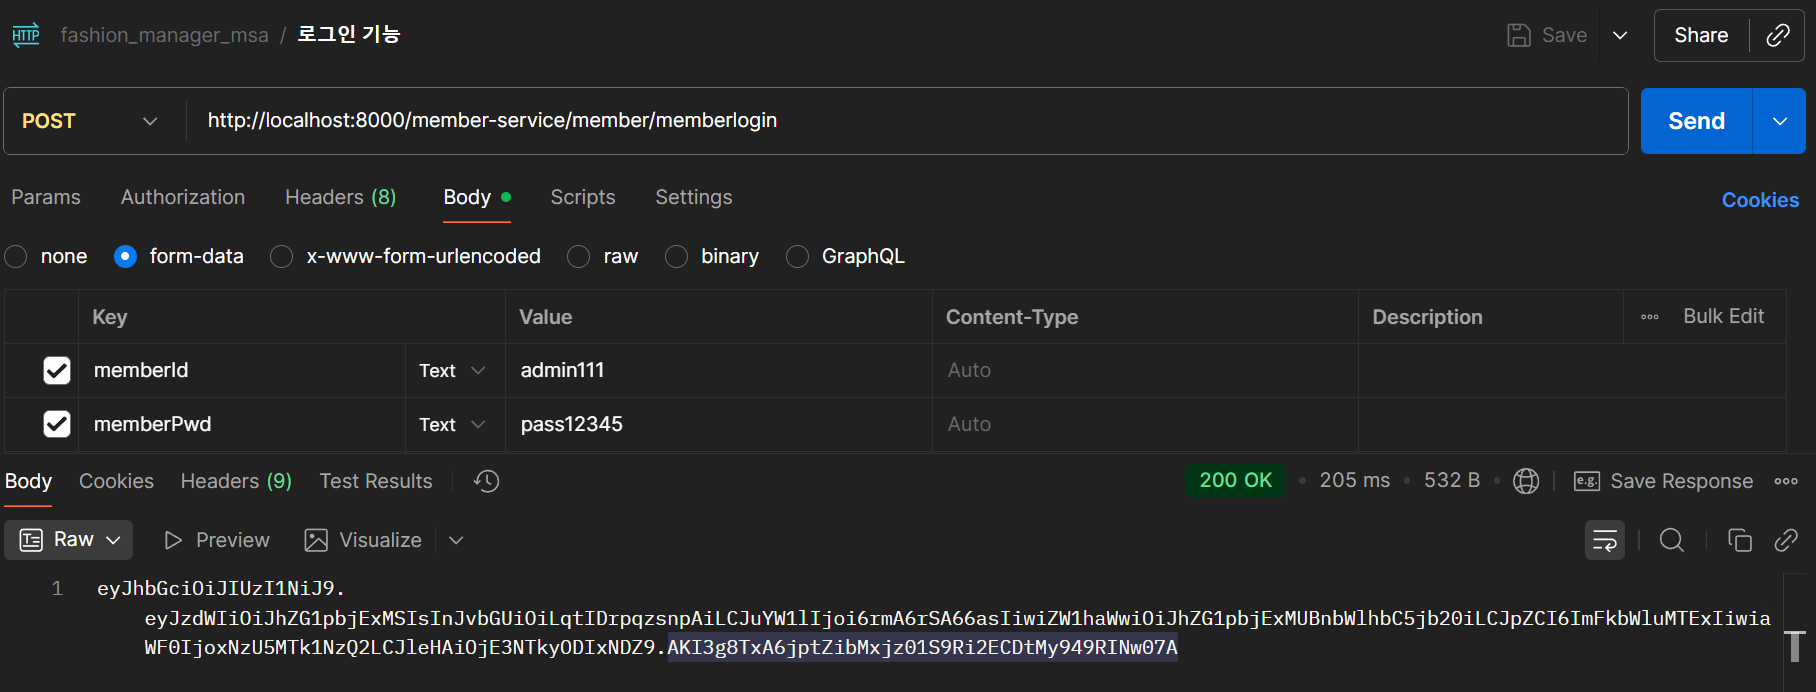 HTTP fashion_manager_msa / 로그인 기능 Save Share
POST http://localhost:8000/member-service/member/memberlogin Send
Params Authorization Headers (8) Body Scripts Settings Cookies
none form-data x-www-form-urlencoded raw binary GraphQL
Key Value Content-Type Description Bulk Edit
memberId Text admin111 Auto
memberPwd Text pass12345 Auto
Body Cookies Headers (9) Test Results 200 OK 205 ms 532 B e.g. Save Response
Raw Preview Visualize
1 eyJhbGciOiJIUzI1NiJ9.
eyJzdWIiOiJhZG1pbjExMSIsInJvbGUiOiLqtIDrpqzsnpAiLCJuYW1lIjoi6rmA6rSA66asIiwiZW1haWwiOiJhZG1pbjExMUBnbWlhbC5jb20iLCJpZCI6ImFkbWluMTExIiwia
WF0IjoxNzU5MTk1NzQ2LCJleHAiOjE3NTkyODIxNDZ9.AKI3g8TxA6jptZibMxjz01S9Ri2ECDtMy949RINw07A